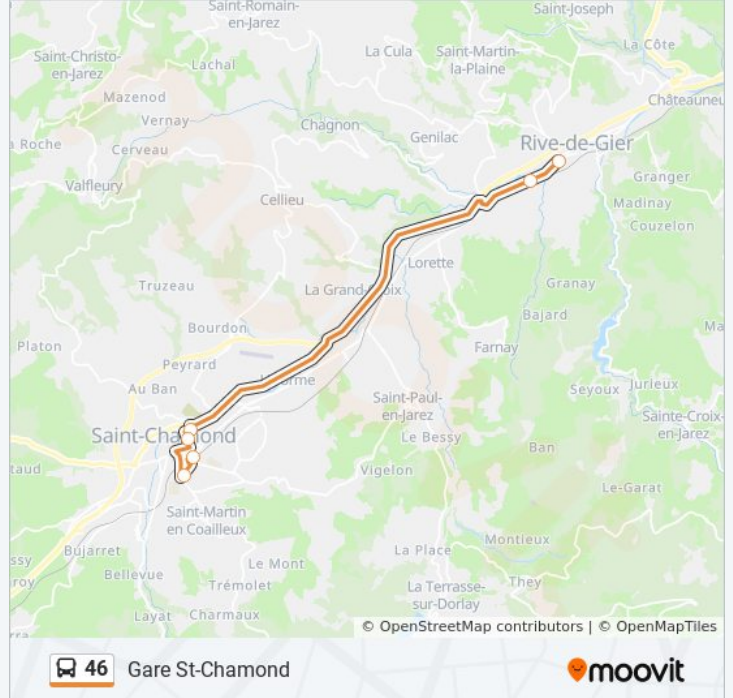 Saint-Romain-
en-Jarez
Saint-Joseph
La Côte
Saint-Christo-
en-Jarez
La Cula
Saint-Martin-
la-Plaine
Lachal
Mazenod
Châteauneu
Vernay
Chagnon
Genilac
Rive-de-Gier
a Roche
Cerveau
Valfleury
Granger
Cellieu
Madinay
Couzelon
Lorette
Truzeau
La Grand-Croix
Granay
Bajard
Bourdon
Ma
Platon
Farnay
Peyrard
Au Ban
Jurieux
Seyoux
Saint-Paul-
en-Jarez
Sainte-Croix-
en-Jarez
Saint-Chamond
Le Bessy
Ban
taud
Vigelon
Le-Garat
Saint-Martin
en Coailleux
Montieux
Bujarret
La Place
ssy
Le Mont
Bellevue
They
roy
Trémolet
La Terrasse-
sur-Dorlay
Layat
Charmaux
rra
© OpenStreetMap contributors | © OpenMapTiles
46
Gare St-Chamond
moovit